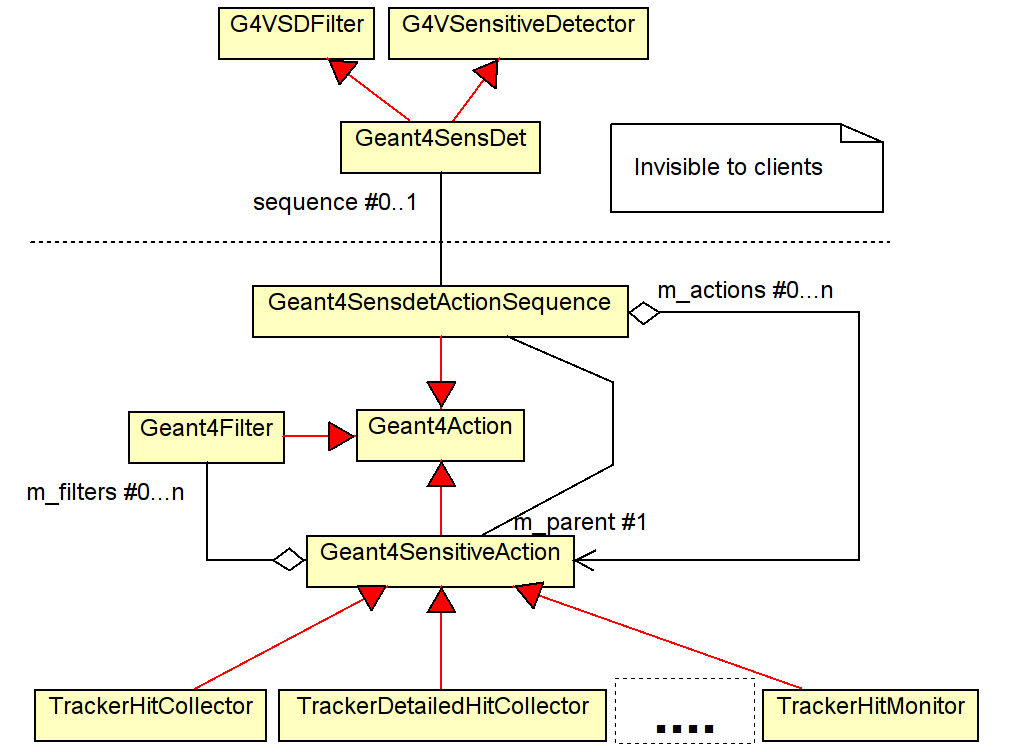 G4VSDFilter
G4VSensitiveDetector
Geant4SensDet
Invisible to clients
sequence #0..1
m_actions #0...n
Geant4SensdetActionSequence
Geant4Filter
Geant4Action
m_filters #0...n
m_parent #1
Geant4SensitiveAction
TrackerHitCollector
TrackerDetailedHitCollector
....
TrackerHitMonitor